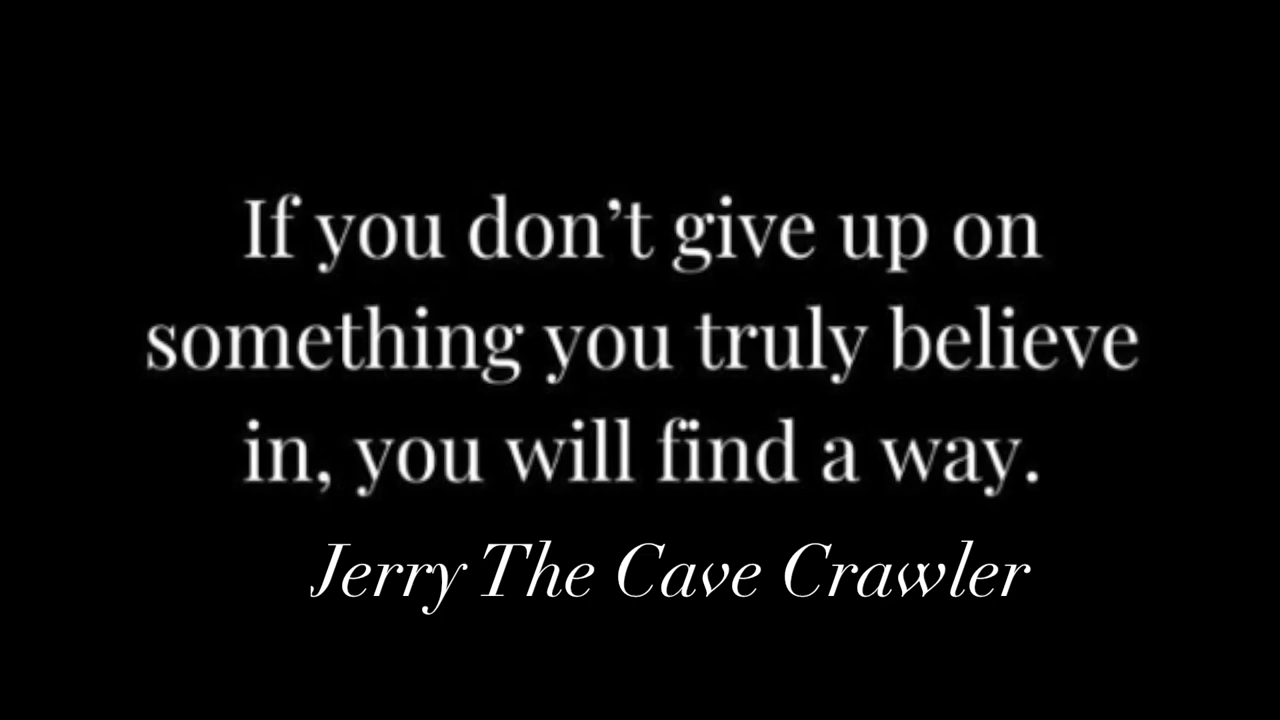 If you don’t give up on
something you truly believe
in, you will find a way.
Jerry The Cave Crawler